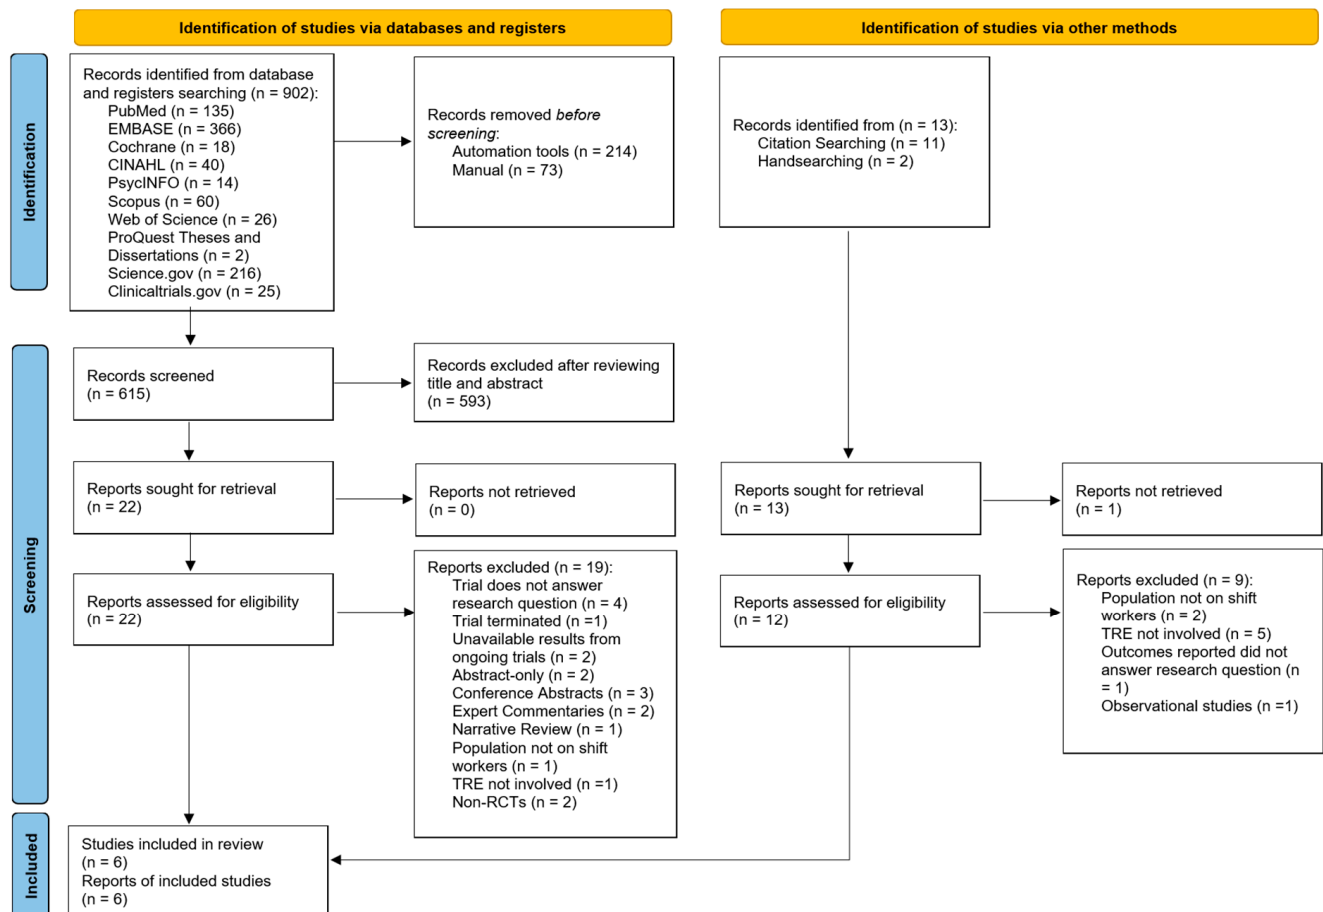 Identification of studies via databases and registers
Identification of studies via other methods
Identification
Records identified from database
and registers searching (n = 902):
PubMed (n = 135)
EMBASE (n = 366)
Cochrane (n = 18)
CINAHL (n = 40)
PsycINFO (n = 14)
Scopus (n = 60)
Web of Science (n = 26)
ProQuest Theses and
Dissertations (n = 2)
Science.gov (n = 216)
Clinicaltrials.gov (n = 25)
Records removed before
screening:
Automation tools (n = 214)
Manual (n = 73)
Records identified from (n = 13):
Citation Searching (n = 11)
Handsearching (n = 2)
Screening
Records screened
(n = 615)
Records excluded after reviewing
title and abstract
(n = 593)
Reports sought for retrieval
(n = 22)
Reports not retrieved
(n = 0)
Reports sought for retrieval
(n = 13)
Reports not retrieved
(n = 1)
Reports assessed for eligibility
(n = 22)
Reports excluded (n = 19):
Trial does not answer
research question (n = 4)
Trial terminated (n =1)
Unavailable results from
ongoing trials (n = 2)
Abstract-only (n = 2)
Conference Abstracts (n = 3)
Expert Commentaries (n = 2)
Narrative Review (n = 1)
Population not on shift
workers (n = 1)
TRE not involved (n =1)
Non-RCTs (n = 2)
Reports assessed for eligibility
(n = 12)
Reports excluded (n = 9):
Population not on shift
workers (n = 2)
TRE not involved (n = 5)
Outcomes reported did not
answer research question (n
= 1)
Observational studies (n =1)
Included
Studies included in review
(n = 6)
Reports of included studies
(n = 6)